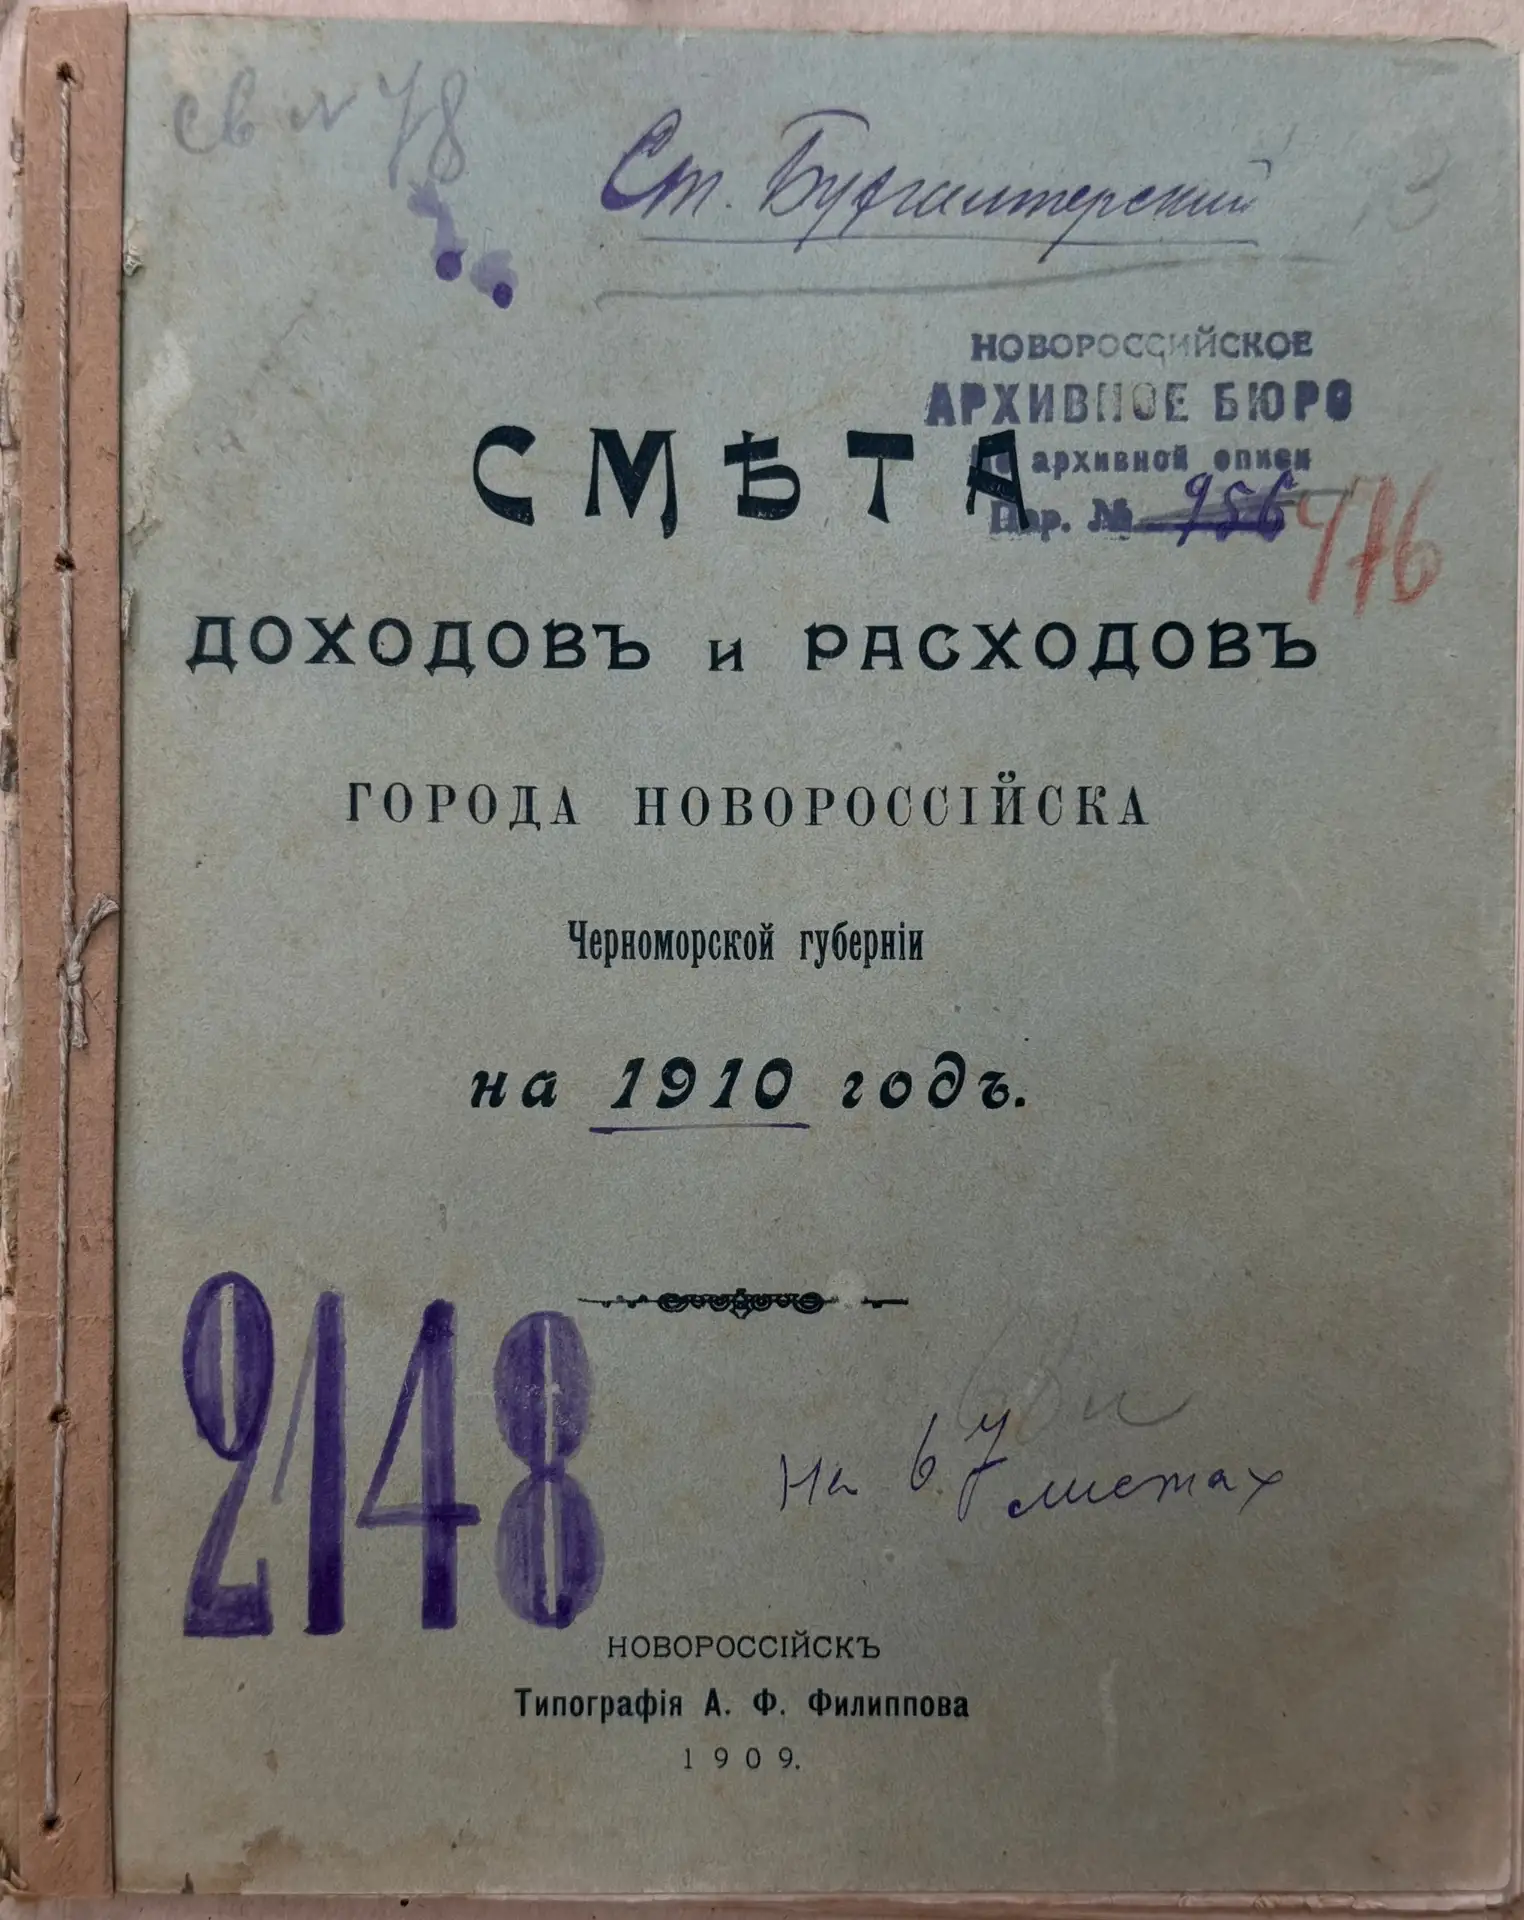 св № 78
Ст. Бухгалтерский
НОВОРОССИЙСКОЕ
АРХИВНОЕ БЮРО
по архивной описи
Пор. № 956 476
СМѢТА
ДОХОДОВЪ и РАСХОДОВЪ
ГОРОДА НОВОРОССІЙСКА
Черноморской губерніи
на 1910 годъ.
2148
На 67 листах
НОВОРОССІЙСКЪ
Типографія А. Ф. Филиппова
1909.